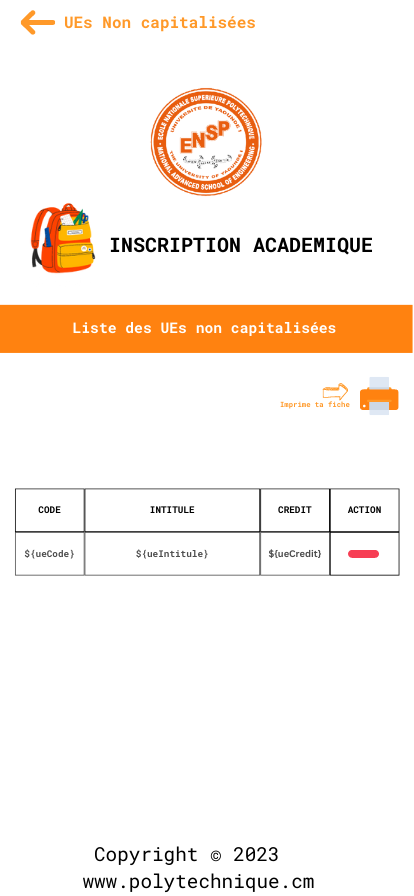 UEs Non capitalisées
ECOLE NATIONALE SUPERIEURE POLYTECHNIQUE
UNIVERSITE DE YAOUNDE I
ENSP
THE UNIVERSITY OF YAOUNDE I
NATIONAL ADVANCED SCHOOL OF ENGINEERING
INSCRIPTION ACADEMIQUE
Liste des UEs non capitalisées
Imprime ta fiche
CODE INTITULE CREDIT ACTION
${ueCode} ${ueIntitule} ${ueCredit}
Copyright © 2023
www.polytechnique.cm